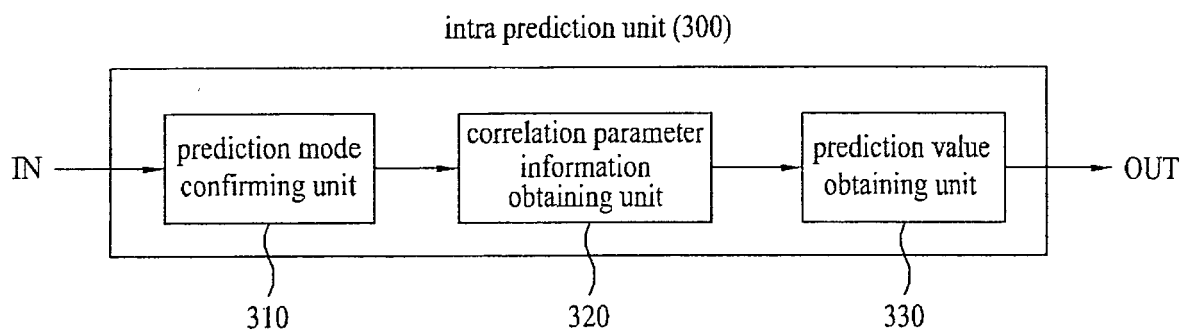 intra prediction unit (300)
IN
prediction mode
confirming unit
correlation parameter
information
obtaining unit
prediction value
obtaining unit
OUT
310
320
330